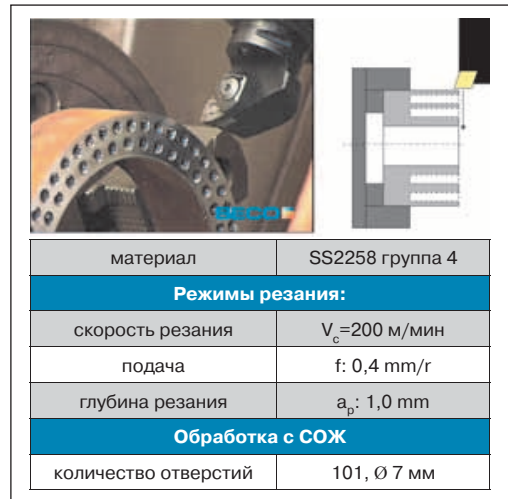 SECO
материал SS2258 группа 4
Режимы резания:
скорость резания Vc=200 м/мин
подача f: 0,4 mm/r
глубина резания ap: 1,0 mm
Обработка с СОЖ
количество отверстий 101, Ø 7 мм